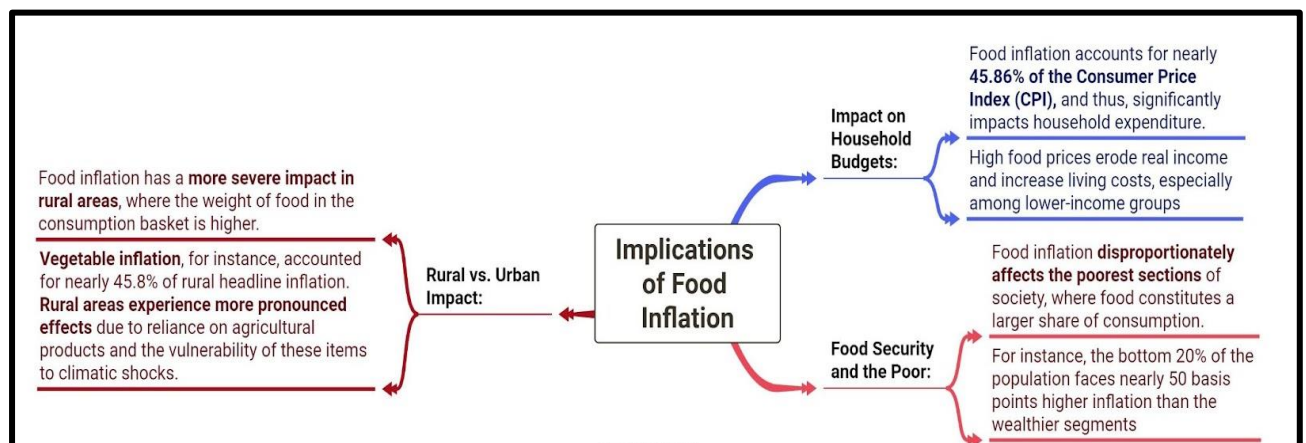 Implications
of Food
Inflation
Impact on
Household
Budgets:
Food inflation accounts for nearly
45.86% of the Consumer Price
Index (CPI), and thus, significantly
impacts household expenditure.
High food prices erode real income
and increase living costs, especially
among lower-income groups
Food Security
and the Poor:
Food inflation disproportionately
affects the poorest sections of
society, where food constitutes a
larger share of consumption.
For instance, the bottom 20% of the
population faces nearly 50 basis
points higher inflation than the
wealthier segments
Rural vs. Urban
Impact:
Food inflation has a more severe impact in
rural areas, where the weight of food in the
consumption basket is higher.
Vegetable inflation, for instance, accounted
for nearly 45.8% of rural headline inflation.
Rural areas experience more pronounced
effects due to reliance on agricultural
products and the vulnerability of these items
to climatic shocks.